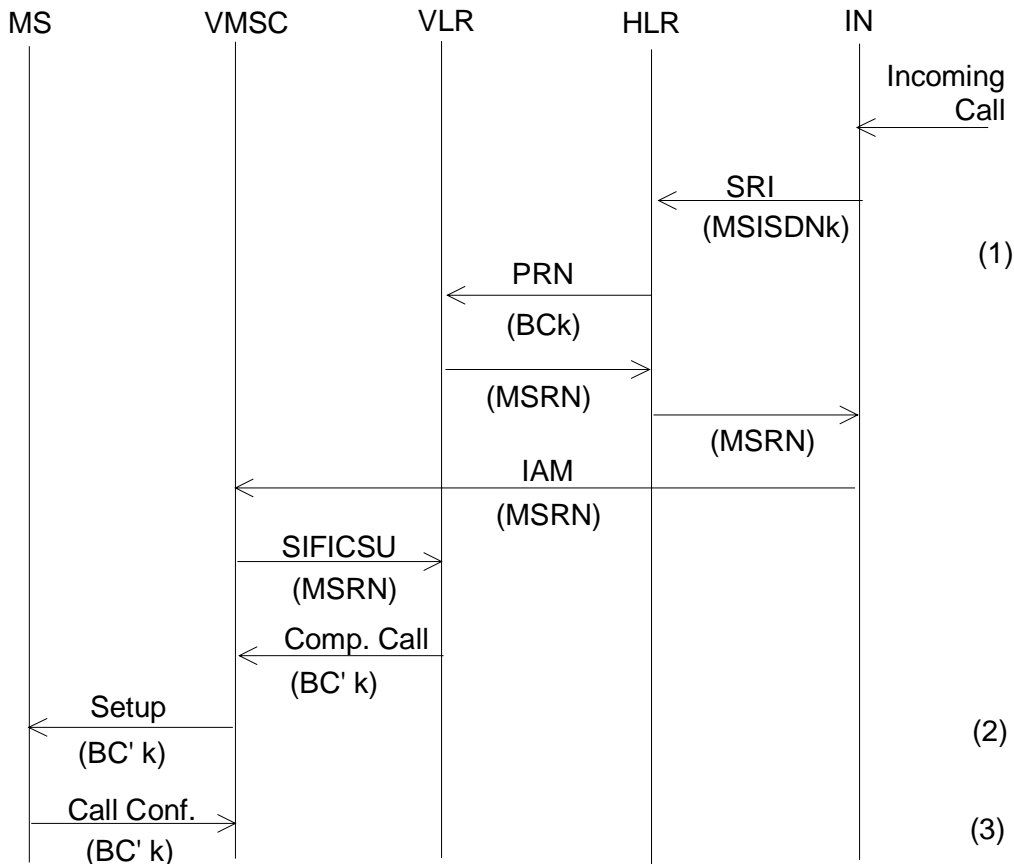 MS VMSC VLR HLR IN
Incoming
Call
SRI
(MSISDNk)
(1)
PRN
(BCk)
(MSRN)
(MSRN)
IAM
(MSRN)
SIFICSU
(MSRN)
Comp. Call
(BC' k)
Setup
(2)
(BC' k)
Call Conf.
(3)
(BC' k)